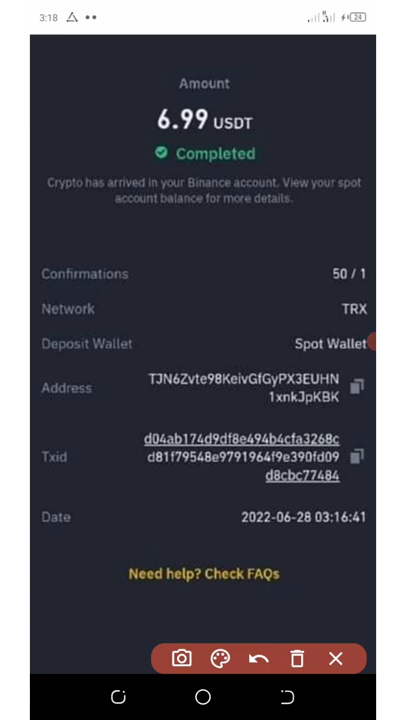 3:18 24
Amount
6.99 USDT
Completed
Crypto has arrived in your Binance account. View your spot
account balance for more details.
Confirmations 50 / 1
Network TRX
Deposit Wallet Spot Wallet
TJN6Zvte98KeivGfGyPX3EUHN
Address
1xnkJpKBK
d04ab174d9df8e494b4cfa3268c
Txid d81f79548e9791964f9e390fd09
d8cbc77484
Date 2022-06-28 03:16:41
Need help? Check FAQs